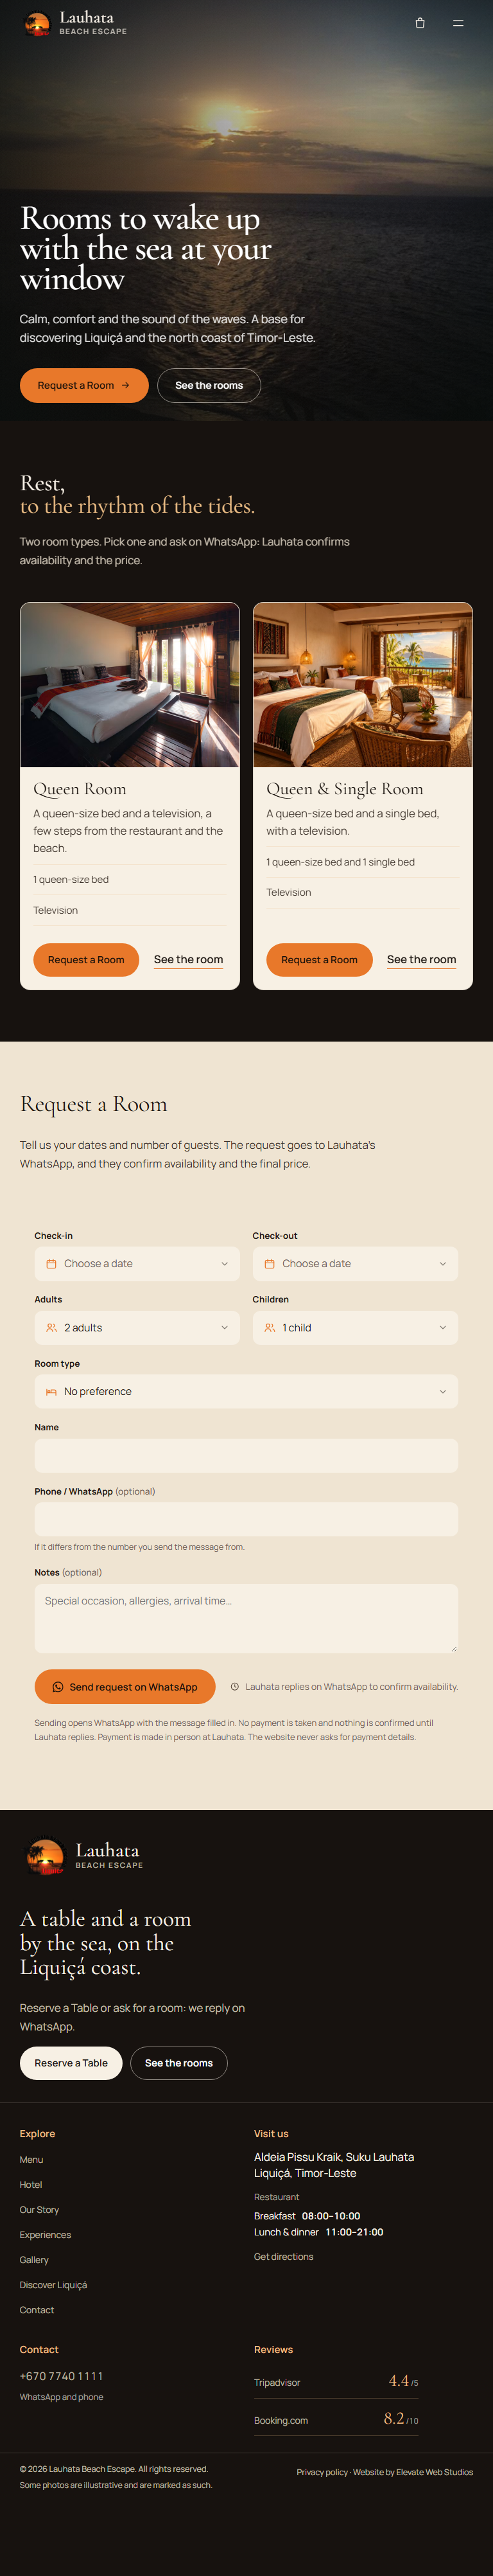 Lauhata
BEACH ESCAPE
Rooms to wake up
with the sea at your
window
Calm, comfort and the sound of the waves. A base for
discovering Liquiçá and the north coast of Timor-Leste.
Request a Room →
See the rooms
Rest,
to the rhythm of the tides.
Two room types. Pick one and ask on WhatsApp: Lauhata confirms
availability and the price.
Queen Room
A queen-size bed and a television, a
few steps from the restaurant and the
beach.
1 queen-size bed
Television
Request a Room
See the room
Queen & Single Room
A queen-size bed and a single bed,
with a television.
1 queen-size bed and 1 single bed
Television
Request a Room
See the room
Request a Room
Tell us your dates and number of guests. The request goes to Lauhata's
WhatsApp, and they confirm availability and the final price.
Check-in
Choose a date
Check-out
Choose a date
Adults
2 adults
Children
1 child
Room type
No preference
Name
Phone / WhatsApp (optional)
If it differs from the number you send the message from.
Notes (optional)
Special occasion, allergies, arrival time…
Send request on WhatsApp
Lauhata replies on WhatsApp to confirm availability.
Sending opens WhatsApp with the message filled in. No payment is taken and nothing is confirmed until
Lauhata replies. Payment is made in person at Lauhata. The website never asks for payment details.
Lauhata
BEACH ESCAPE
A table and a room
by the sea, on the
Liquiçá coast.
Reserve a Table or ask for a room: we reply on
WhatsApp.
Reserve a Table
See the rooms
Explore
Menu
Hotel
Our Story
Experiences
Gallery
Discover Liquiçá
Contact
Visit us
Aldeia Pissu Kraik, Suku Lauhata
Liquiçá, Timor-Leste
Restaurant
Breakfast 08:00–10:00
Lunch & dinner 11:00–21:00
Get directions
Contact
+670 7740 1111
WhatsApp and phone
Reviews
Tripadvisor 4.4 /5
Booking.com 8.2 /10
© 2026 Lauhata Beach Escape. All rights reserved.
Some photos are illustrative and are marked as such.
Privacy policy · Website by Elevate Web Studios